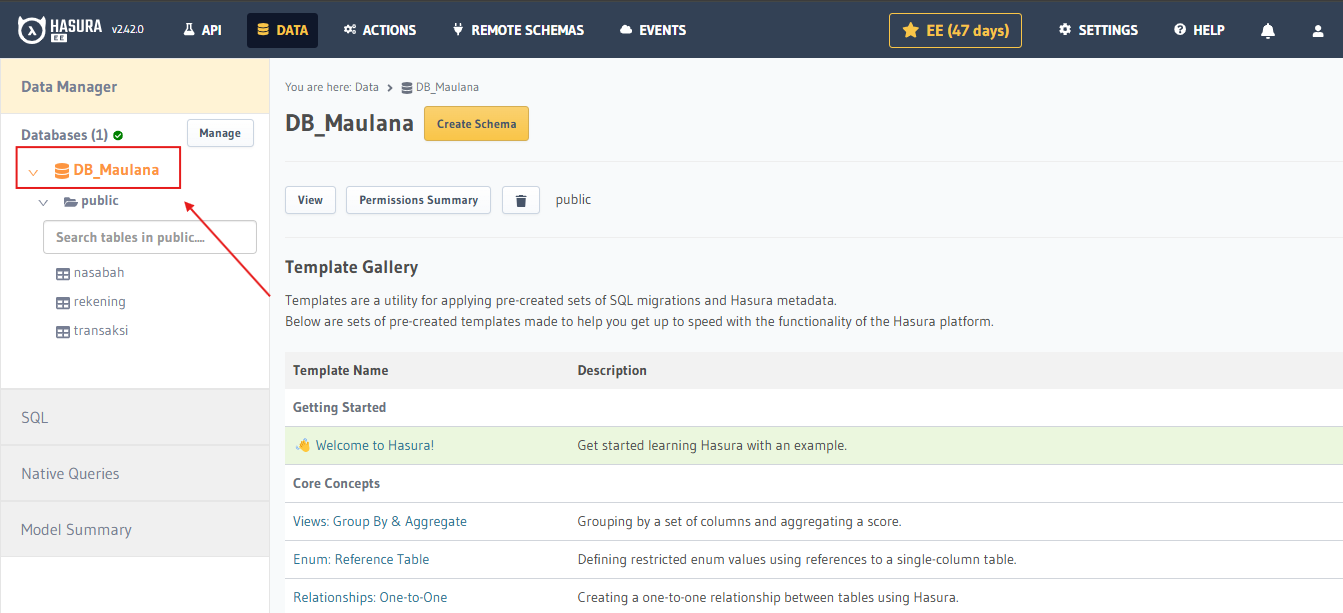 HASURA EE v2.42.0 API DATA ACTIONS REMOTE SCHEMAS EVENTS EE (47 days) SETTINGS HELP
Data Manager
Databases (1) Manage
DB_Maulana
public
Search tables in public....
nasabah
rekening
transaksi
SQL
Native Queries
Model Summary
You are here: Data > DB_Maulana
DB_Maulana Create Schema
View Permissions Summary public
Template Gallery
Templates are a utility for applying pre-created sets of SQL migrations and Hasura metadata.
Below are sets of pre-created templates made to help you get up to speed with the functionality of the Hasura platform.
Template Name Description
Getting Started
👋 Welcome to Hasura! Get started learning Hasura with an example.
Core Concepts
Views: Group By & Aggregate Grouping by a set of columns and aggregating a score.
Enum: Reference Table Defining restricted enum values using references to a single-column table.
Relationships: One-to-One Creating a one-to-one relationship between tables using Hasura.